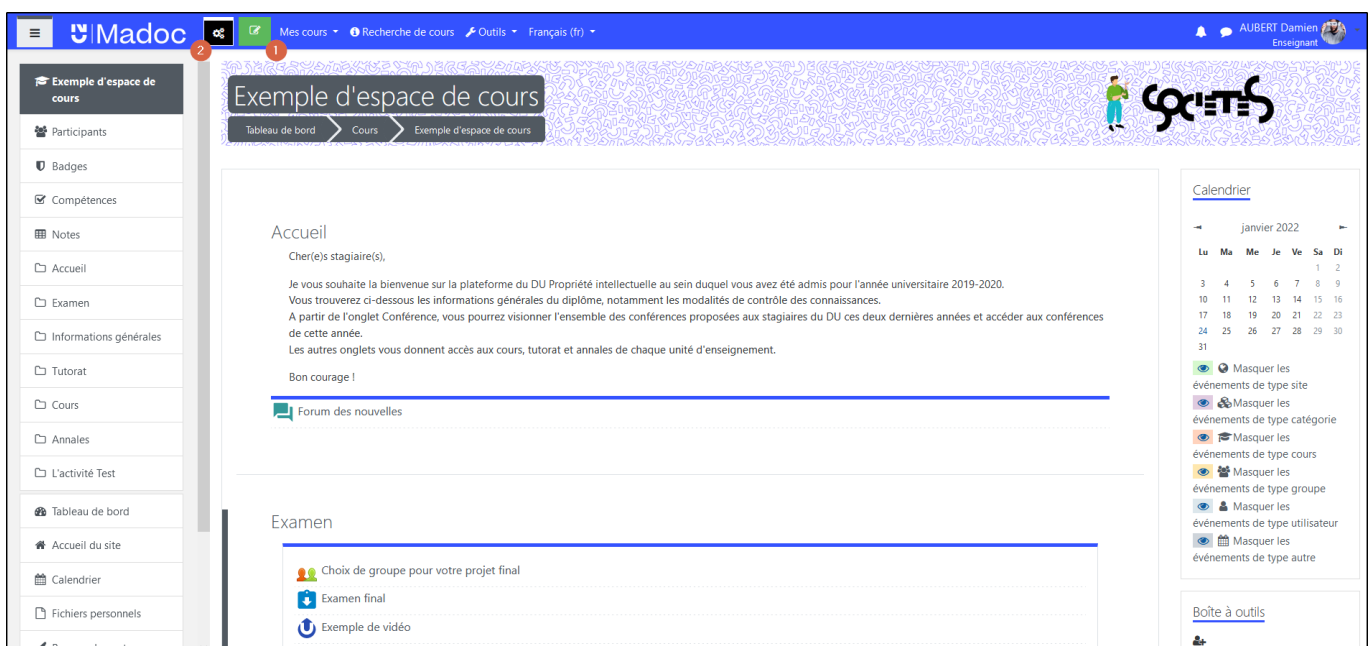 Madoc
2
1
Mes cours
Recherche de cours
Outils
Français (fr)
AUBERT Damien
Enseignant
Exemple d'espace de
cours
Participants
Badges
Compétences
Notes
Accueil
Examen
Informations générales
Tutorat
Cours
Annales
L'activité Test
Tableau de bord
Accueil du site
Calendrier
Fichiers personnels
Exemple d'espace de cours
Tableau de bord
Cours
Exemple d'espace de cours
SOCIETES
Accueil
Cher(e)s stagiaire(s),
Je vous souhaite la bienvenue sur la plateforme du DU Propriété intellectuelle au sein duquel vous avez été admis pour l'année universitaire 2019-2020.
Vous trouverez ci-dessous les informations générales du diplôme, notamment les modalités de contrôle des connaissances.
A partir de l'onglet Conférence, vous pourrez visionner l'ensemble des conférences proposées aux stagiaires du DU ces deux dernières années et accéder aux conférences
de cette année.
Les autres onglets vous donnent accès aux cours, tutorat et annales de chaque unité d'enseignement.
Bon courage !
Forum des nouvelles
Examen
Choix de groupe pour votre projet final
Examen final
Exemple de vidéo
Calendrier
janvier 2022
Lu Ma Me Je Ve Sa Di
1 2
3 4 5 6 7 8 9
10 11 12 13 14 15 16
17 18 19 20 21 22 23
24 25 26 27 28 29 30
31
Masquer les
événements de type site
Masquer les
événements de type catégorie
Masquer les
événements de type cours
Masquer les
événements de type groupe
Masquer les
événements de type utilisateur
Masquer les
événements de type autre
Boîte à outils